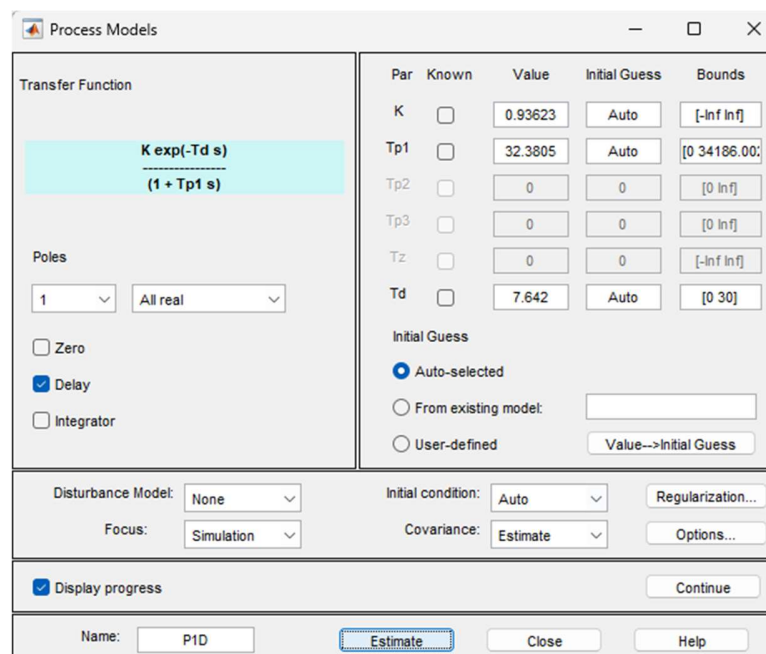 Process Models
Transfer Function
K exp(-Td s)
----------------
(1 + Tp1 s)
Poles
1 All real
Zero
Delay
Integrator
Par Known Value Initial Guess Bounds
K 0.93623 Auto [-Inf Inf]
Tp1 32.3805 Auto [0 34186.002
Tp2 0 0 [0 Inf]
Tp3 0 0 [0 Inf]
Tz 0 0 [-Inf Inf]
Td 7.642 Auto [0 30]
Initial Guess
Auto-selected
From existing model:
User-defined Value-->Initial Guess
Disturbance Model: None Initial condition: Auto Regularization...
Focus: Simulation Covariance: Estimate Options...
Display progress Continue
Name: P1D Estimate Close Help